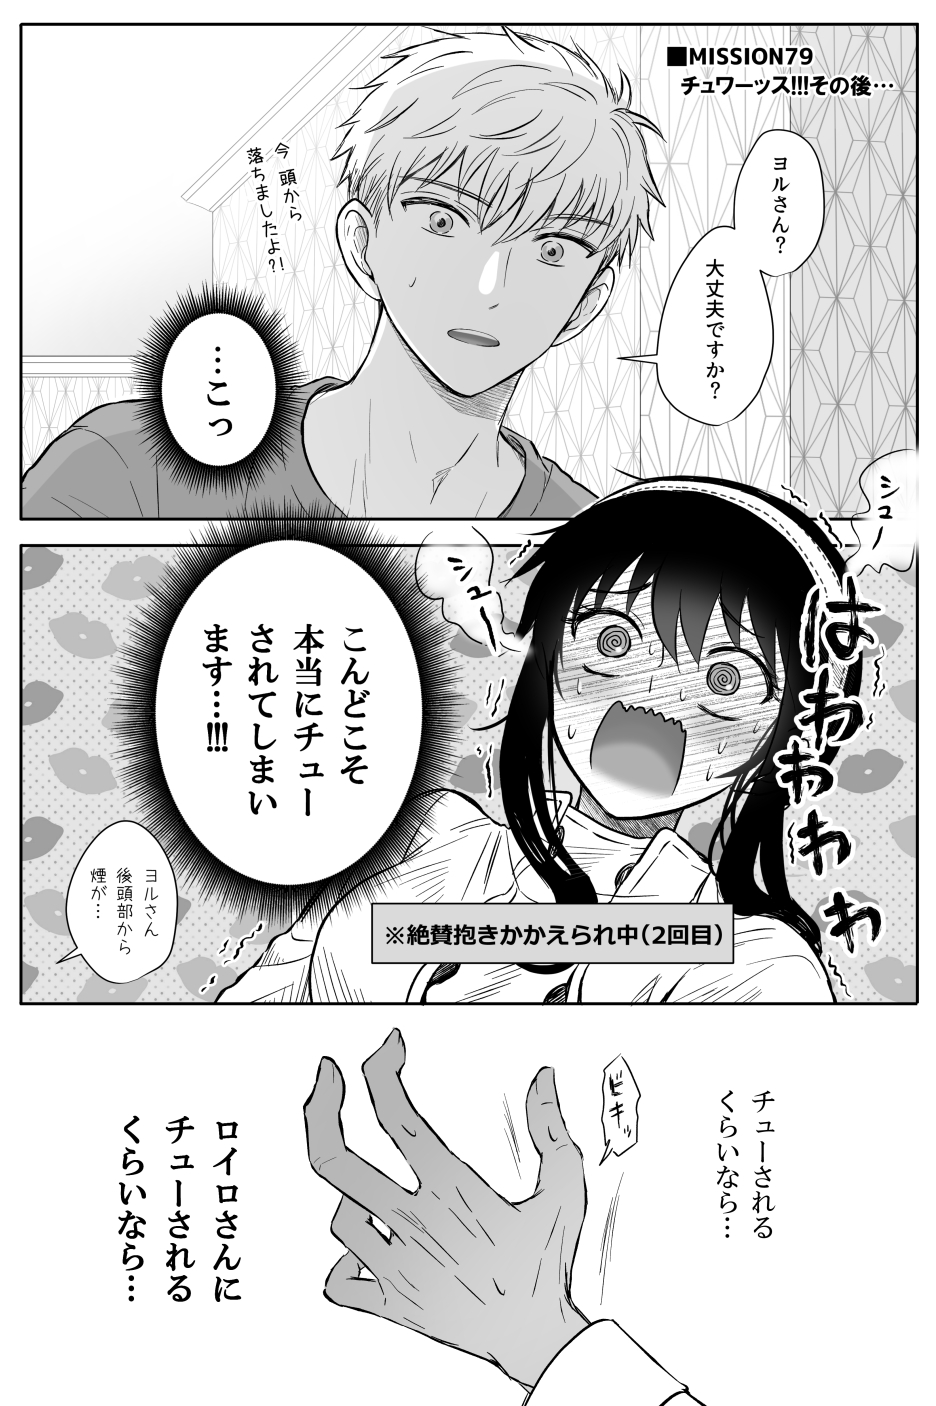 ■MISSION79
チュワーッス!!!その後…
ヨルさん?
大丈夫ですか?
今 頭から
落ちましたよ?!
…こっ
シュー
シュー
はわわわわ
こんどこそ
本当にチュー
されてしまい
ます…!!!
ヨルさん
後頭部から
煙が…
※絶賛抱きかかえられ中(2回目)
チューされる
くらいなら…
ビキッ
ロイロさんに
チューされる
くらいなら…